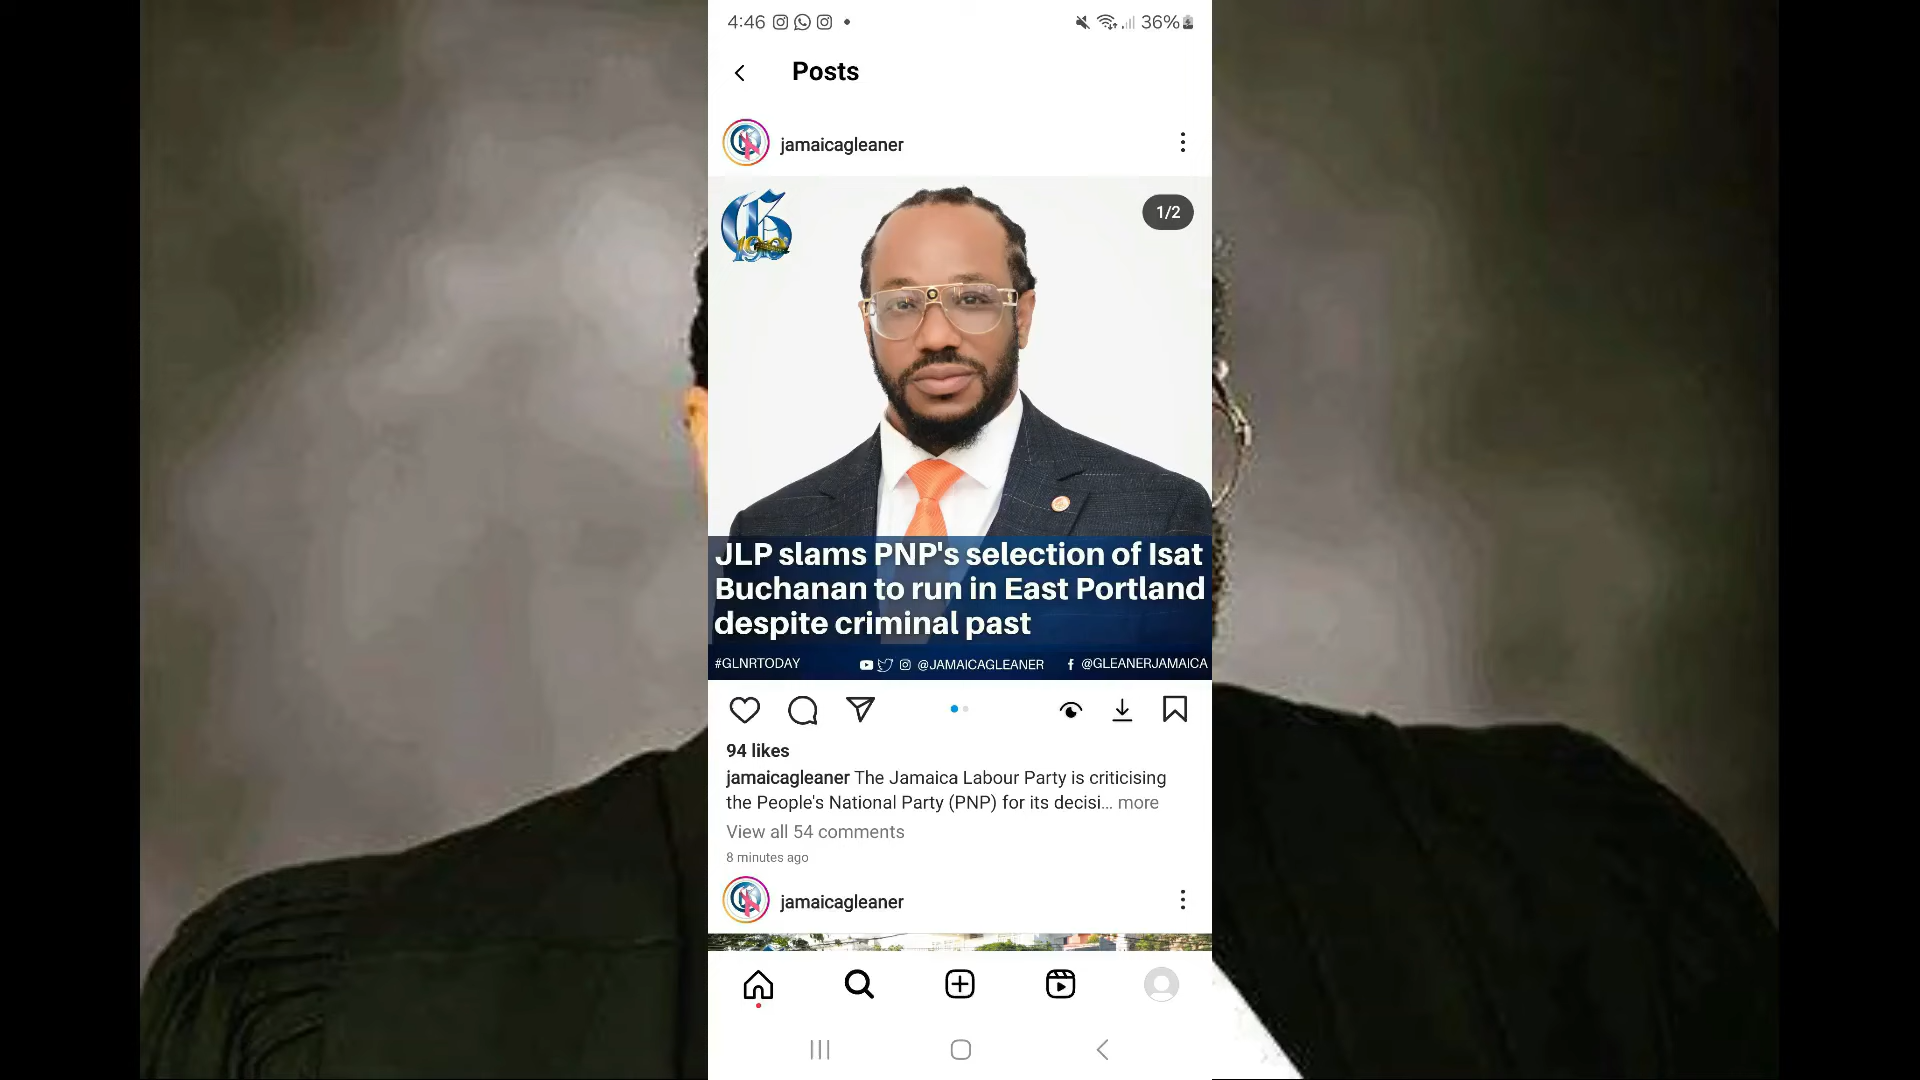 4:46
36%
Posts
jamaicagleaner
1/2
JLP slams PNP's selection of Isat
Buchanan to run in East Portland
despite criminal past
#GLNRTODAY @JAMAICAGLEANER @GLEANERJAMAICA
94 likes
jamaicagleaner The Jamaica Labour Party is criticising
the People's National Party (PNP) for its decisi... more
View all 54 comments
8 minutes ago
jamaicagleaner